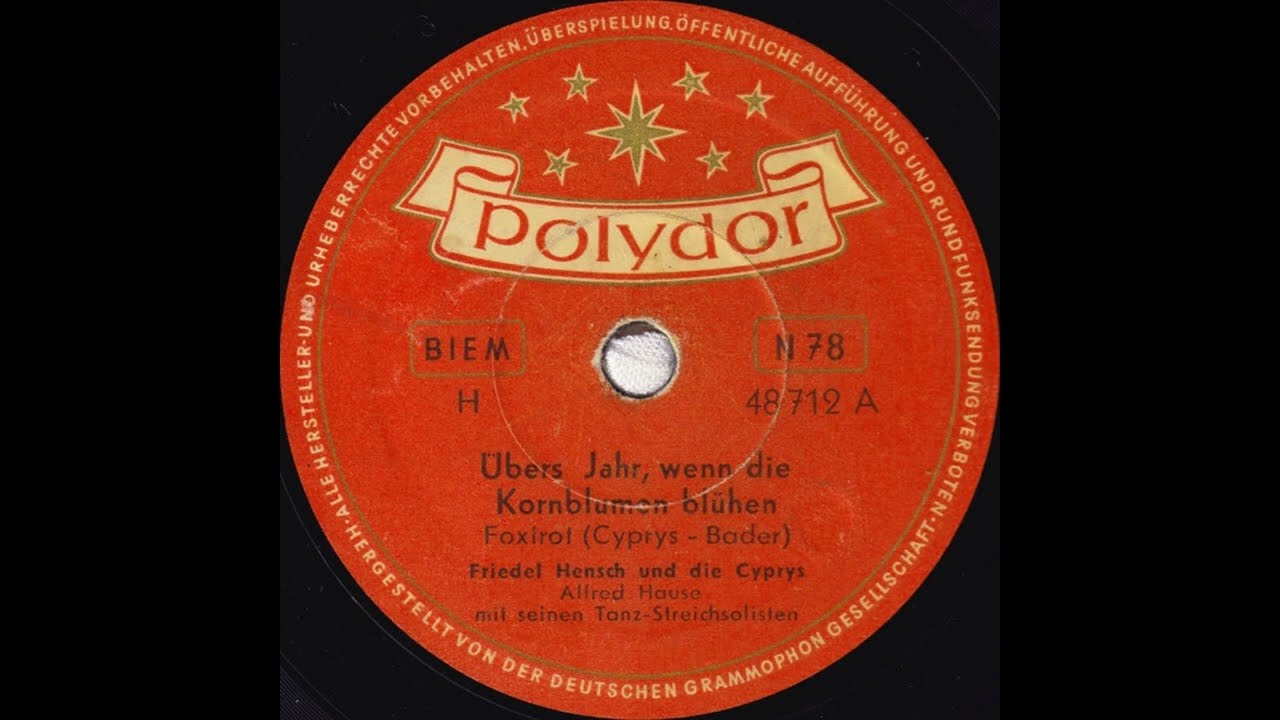 ALLE HERSTELLER-UND URHEBERRECHTE VORBEHALTEN, ÜBERSPIELUNG, ÖFFENTLICHE AUFFÜHRUNG UND RUNDFUNKSENDUNG VERBOTEN·
polydor
BIEM
N 78
H
48712 A
Übers Jahr, wenn die
Kornblumen blühen
Foxtrot (Cyprys - Bader)
Friedel Hensch und die Cyprys
Alfred Hause
mit seinen Tanz-Streichsolisten
HERGESTELLT VON DER DEUTSCHEN GRAMMOPHON GESELLSCHAFT·